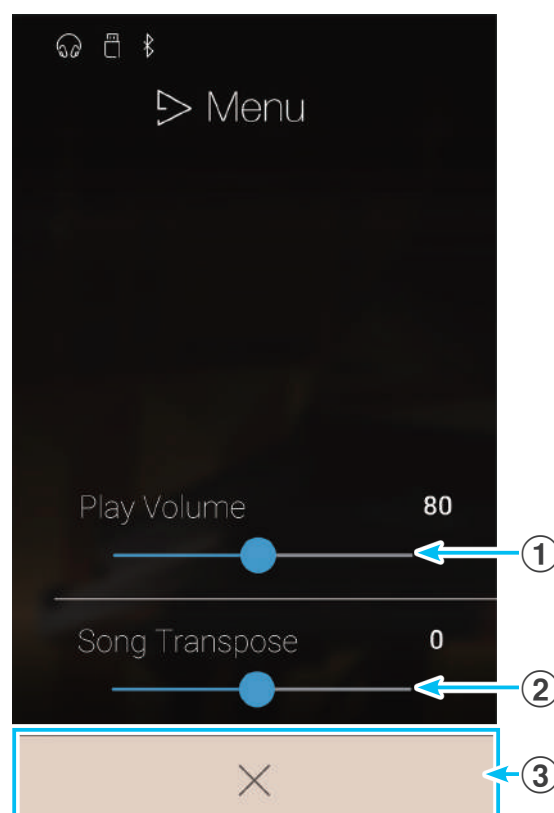 Menu
Play Volume 80
①
Song Transpose 0
②
③